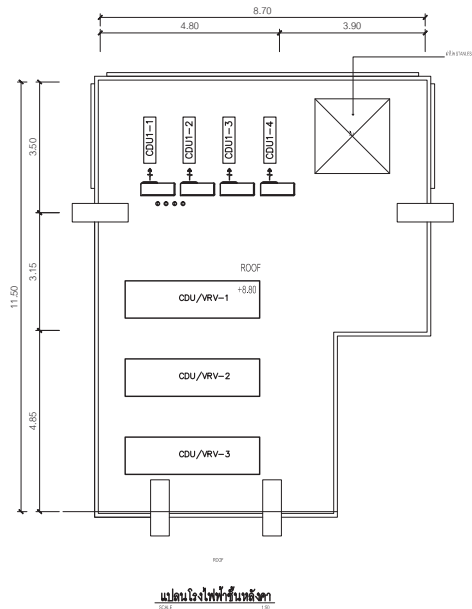 8.70
4.80
3.90
3.50
3.15
11.50
4.85
CDU1-1
CDU1-2
CDU1-3
CDU1-4
ROOF
+8.80
CDU/VRV-1
CDU/VRV-2
CDU/VRV-3
ROOF
แปลนโรงไฟฟ้าชั้นหลังคา
SCALE 1:50